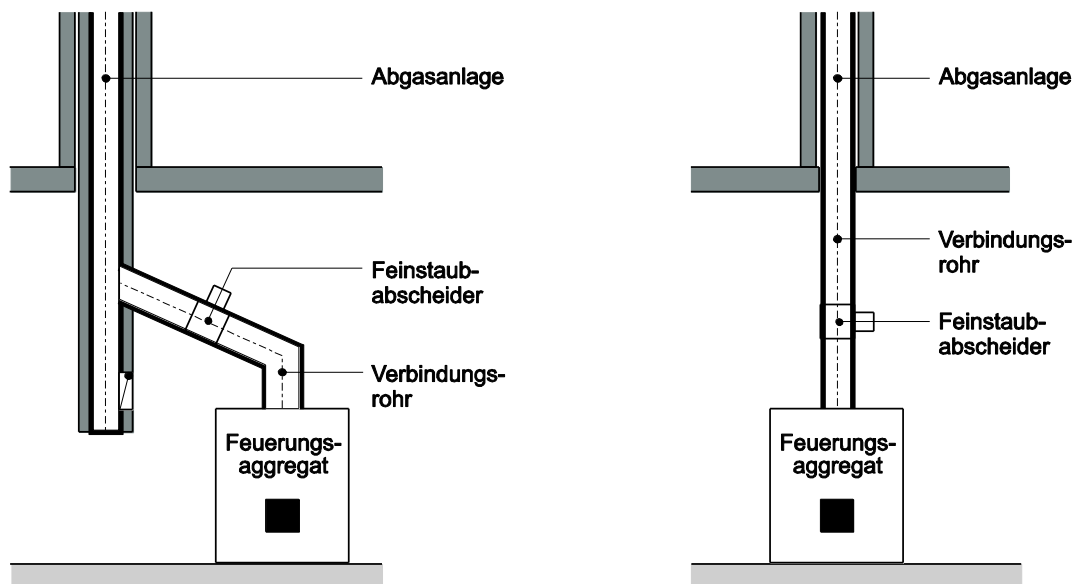 Abgasanlage
Feinstaub-
abscheider
Verbindungs-
rohr
Feuerungs-
aggregat
Abgasanlage
Verbindungs-
rohr
Feinstaub-
abscheider
Feuerungs-
aggregat